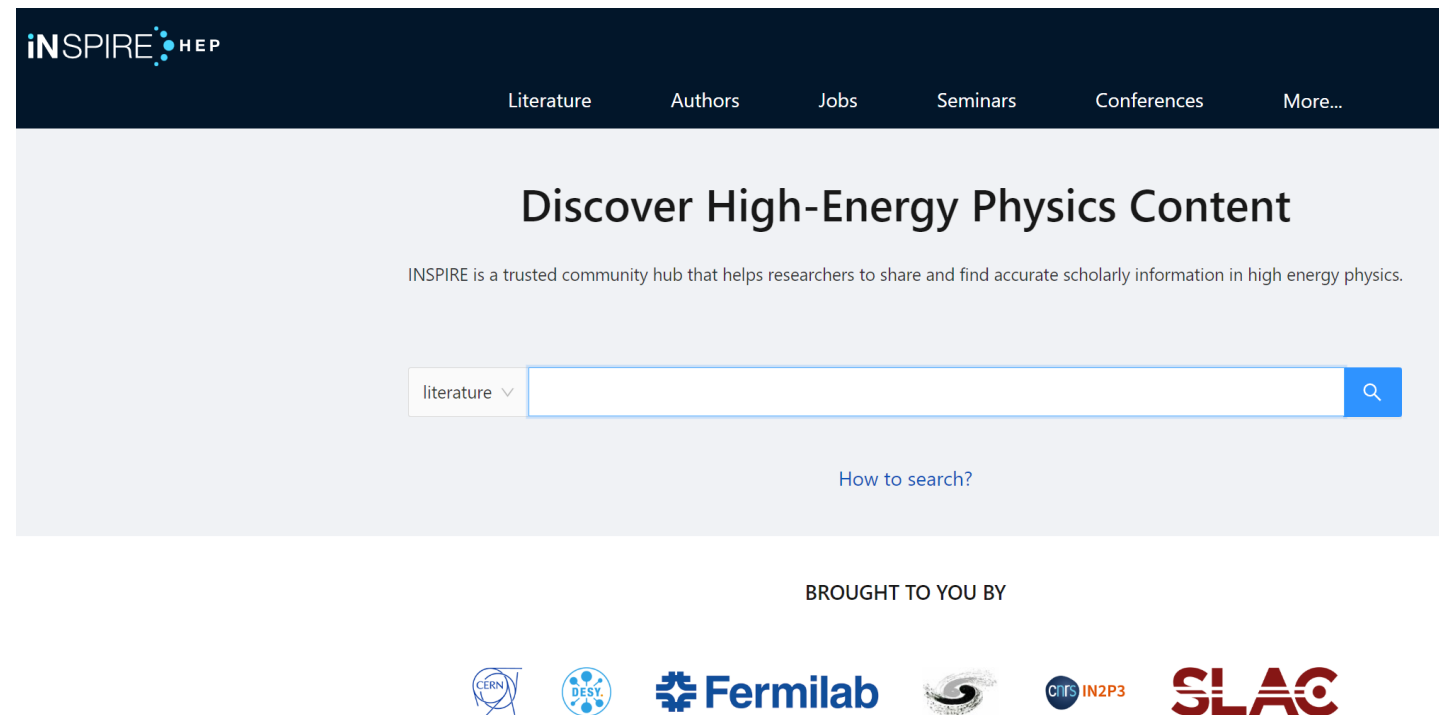 iNSPIRE HEP
Literature Authors Jobs Seminars Conferences More...
Discover High-Energy Physics Content
INSPIRE is a trusted community hub that helps researchers to share and find accurate scholarly information in high energy physics.
literature
How to search?
BROUGHT TO YOU BY
CERN DESY. Fermilab cnrs IN2P3 SLAC